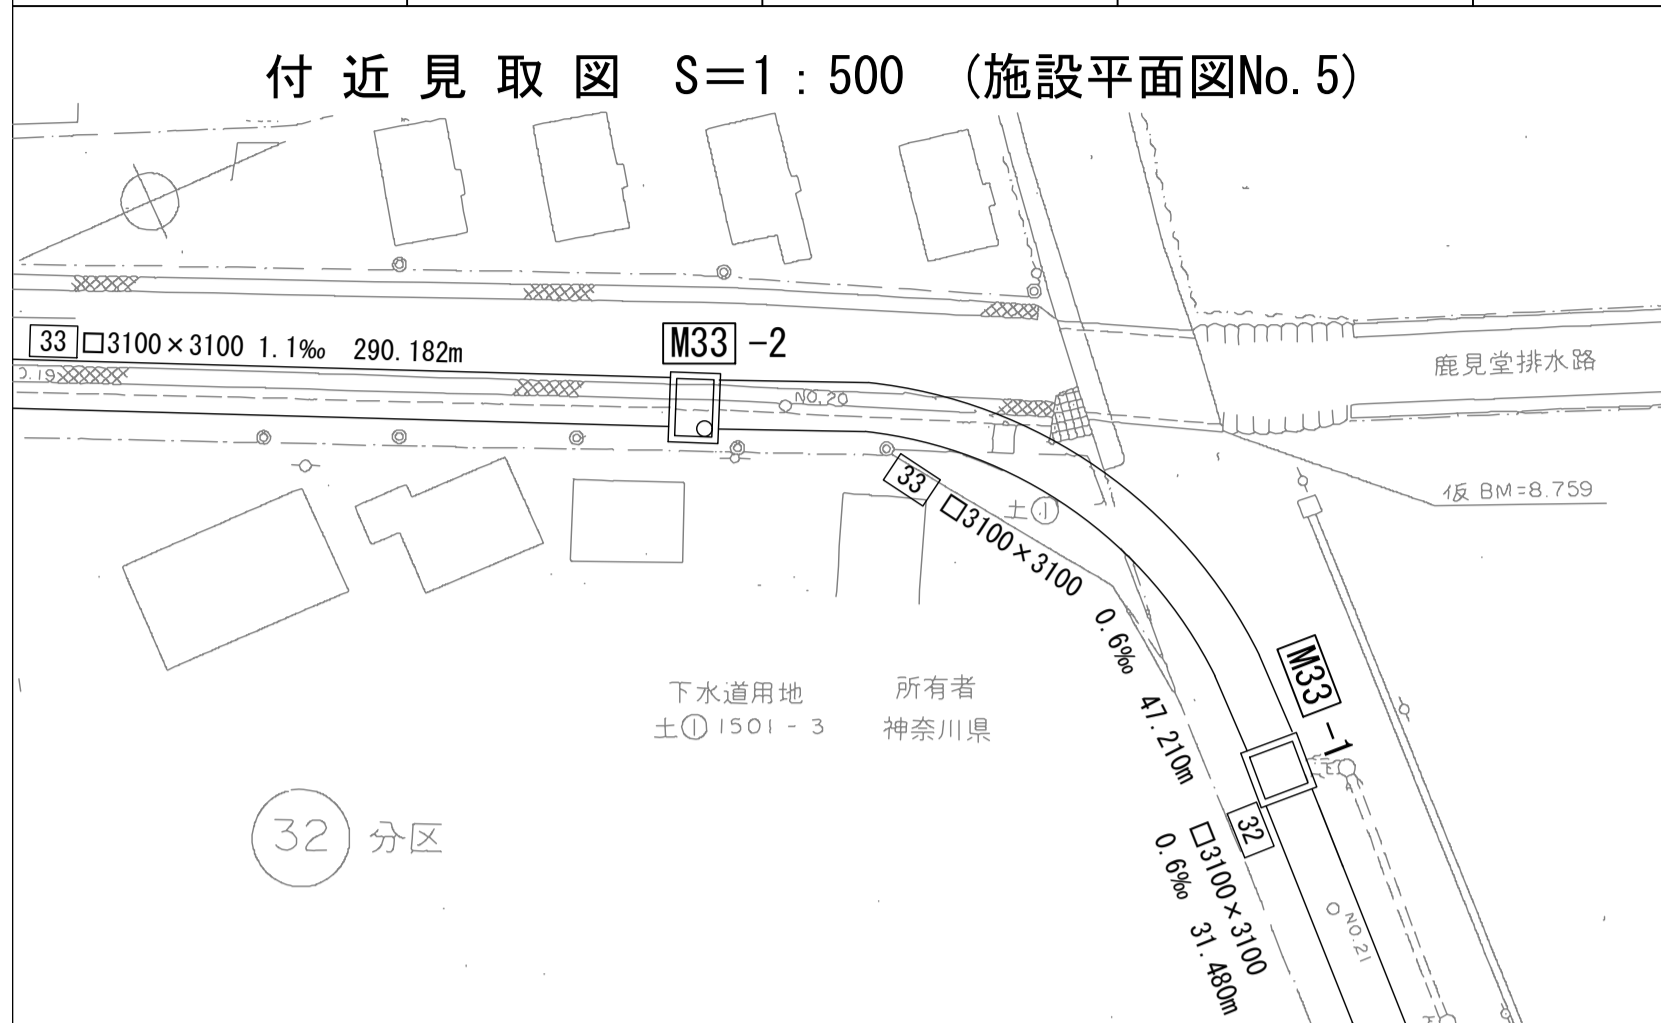 付近見取図 S=1:500 (施設平面図No.5)
33 □3100×3100 1.1‰ 290.182m
M33 -2
鹿見堂排水路
NO.20
仮 BM=8.759
33 □3100×3100 0.6‰ 47.210m
土①
M33 -1
下水道用地 所有者
土① 1501-3 神奈川県
32 分区
32 □3100×3100
0.6‰ 31.480m
NO.21